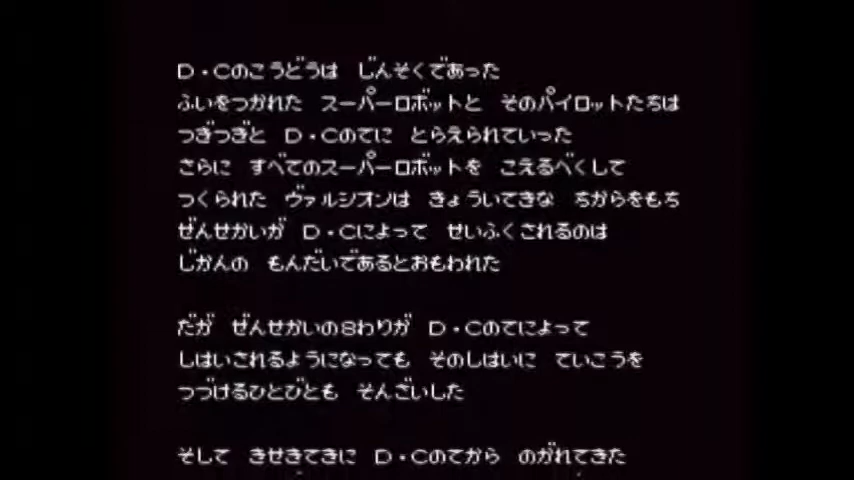 D・Cのこうどうは じんそくであった
ふいをつかれた スーパーロボットと そのパイロットたちは
つぎつぎと D・Cのてに とらえられていった
さらに すべてのスーパーロボットを こえるべくして
つくられた ヴァルシオンは きょういてきな ちからをもち
ぜんせかいが D・Cによって せいふくされるのは
じかんの もんだいであるとおもわれた
だが ぜんせかいの8わりが D・Cのてによって
しはいされるようになっても そのしはいに ていこうを
つづけるひとびとも そんざいした
そして きせきてきに D・Cのてから のがれてきた